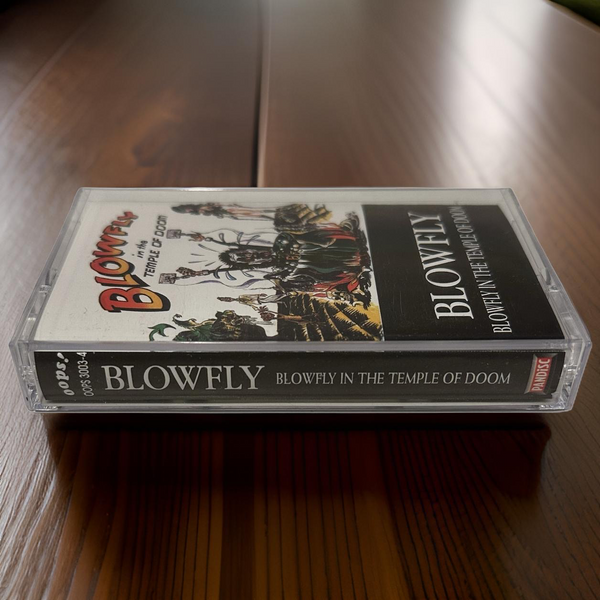 BLOWFLY
in the
TEMPLE OF DOOM
BLOWFLY
BLOWFLY IN THE TEMPLE OF DOOM
oops!
OOPS 3003-4
BLOWFLY
BLOWFLY IN THE TEMPLE OF DOOM
PANDISC